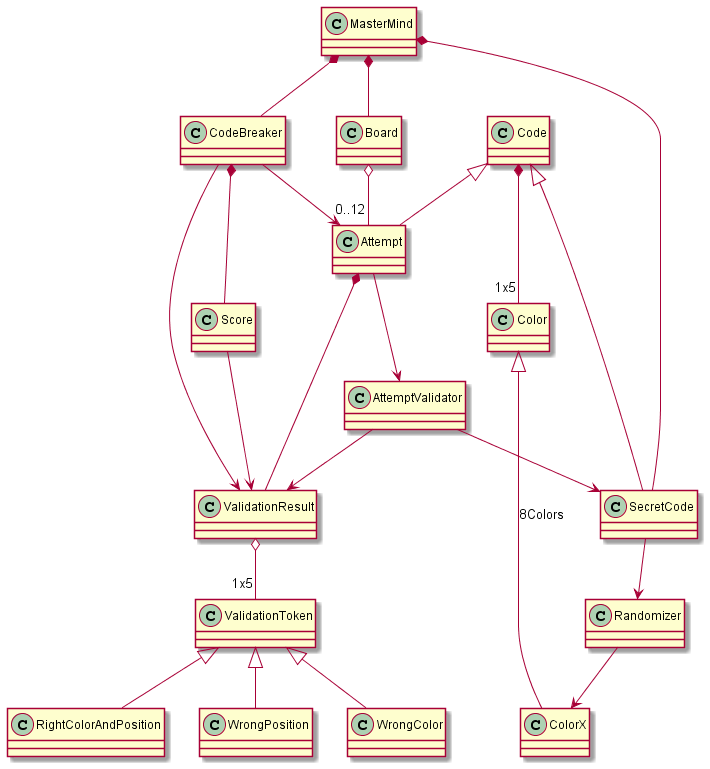 C MasterMind
C CodeBreaker
C Board
C Code
0..12
C Attempt
1x5
C Score
C Color
C AttemptValidator
C ValidationResult
8Colors
C SecretCode
1x5
C ValidationToken
C Randomizer
C RightColorAndPosition
C WrongPosition
C WrongColor
C ColorX